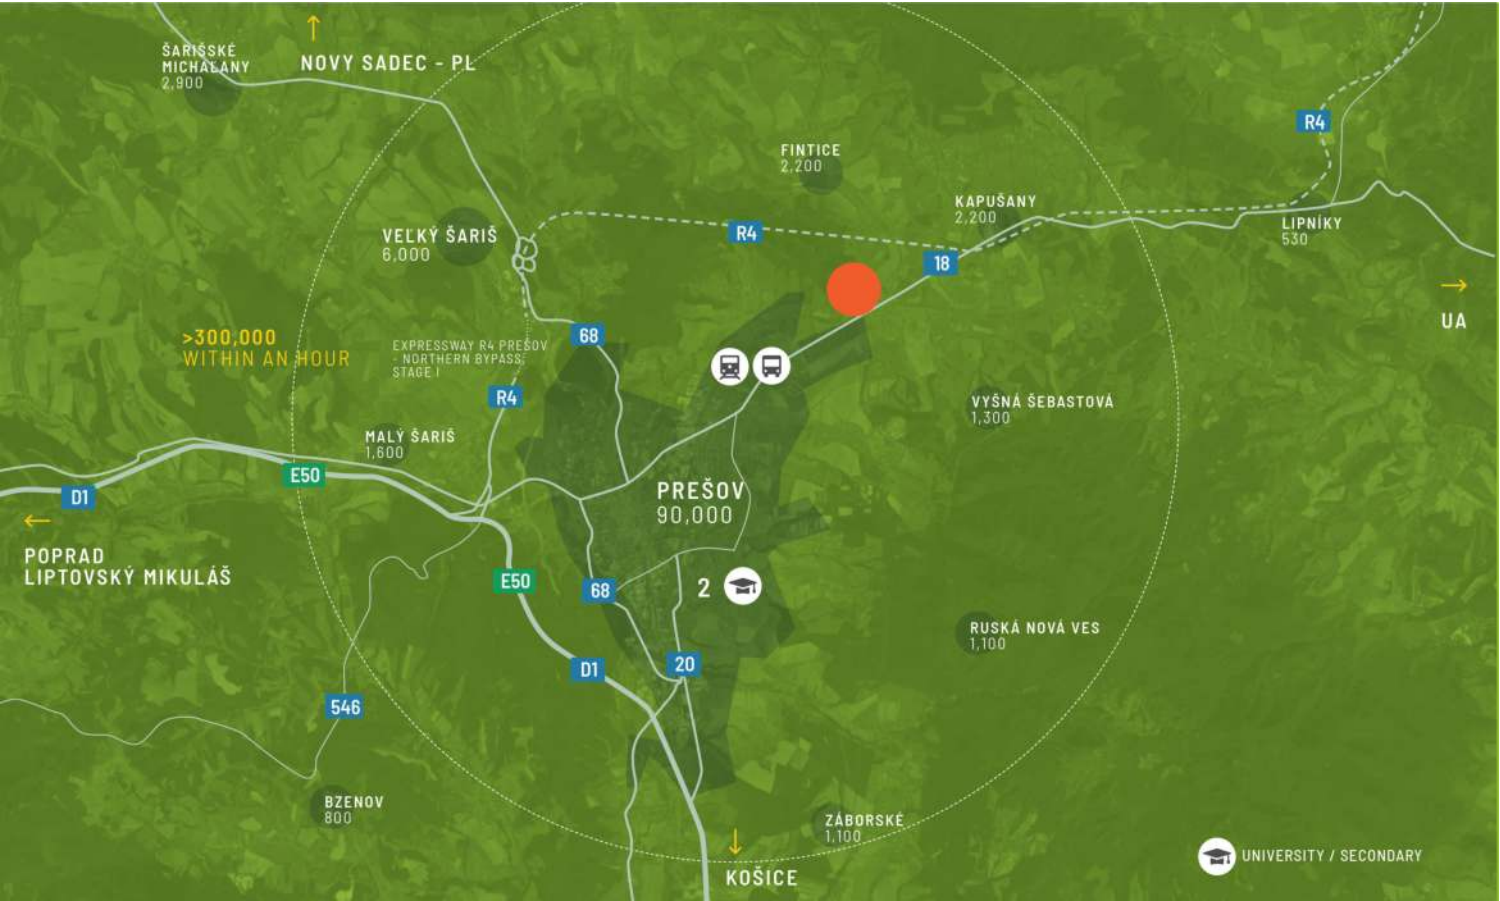 ŠARIŠSKÉ
MICHAĽANY
2,900
NOVY SADEC - PL
FINTICE
2,200
R4
KAPUŠANY
2,200
LIPNÍKY
530
VEĽKÝ ŠARIŠ
6,000
R4
18
UA
>300,000
WITHIN AN HOUR
68
EXPRESSWAY R4 PREŠOV
- NORTHERN BYPASS,
STAGE I
R4
VYŠNÁ ŠEBASTOVÁ
1,300
MALÝ ŠARIŠ
1,600
E50
D1
PREŠOV
90,000
POPRAD
LIPTOVSKÝ MIKULÁŠ
E50
68
2
RUSKÁ NOVÁ VES
1,100
D1
20
546
BZENOV
800
ZÁBORSKÉ
1,100
KOŠICE
UNIVERSITY / SECONDARY